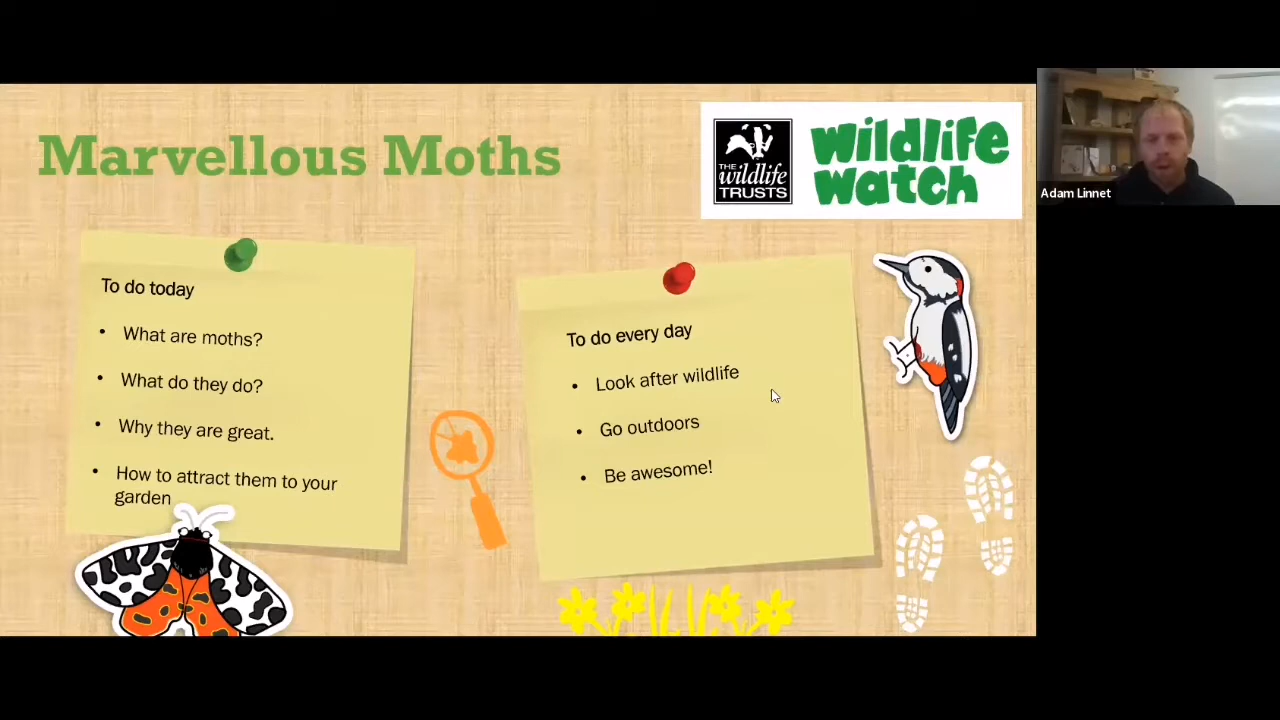 Marvellous Moths
THE
wildlife
TRUSTS
wildlife
watch
Adam Linnet
To do today
• What are moths?
• What do they do?
• Why they are great.
• How to attract them to your
garden
To do every day
• Look after wildlife
• Go outdoors
• Be awesome!